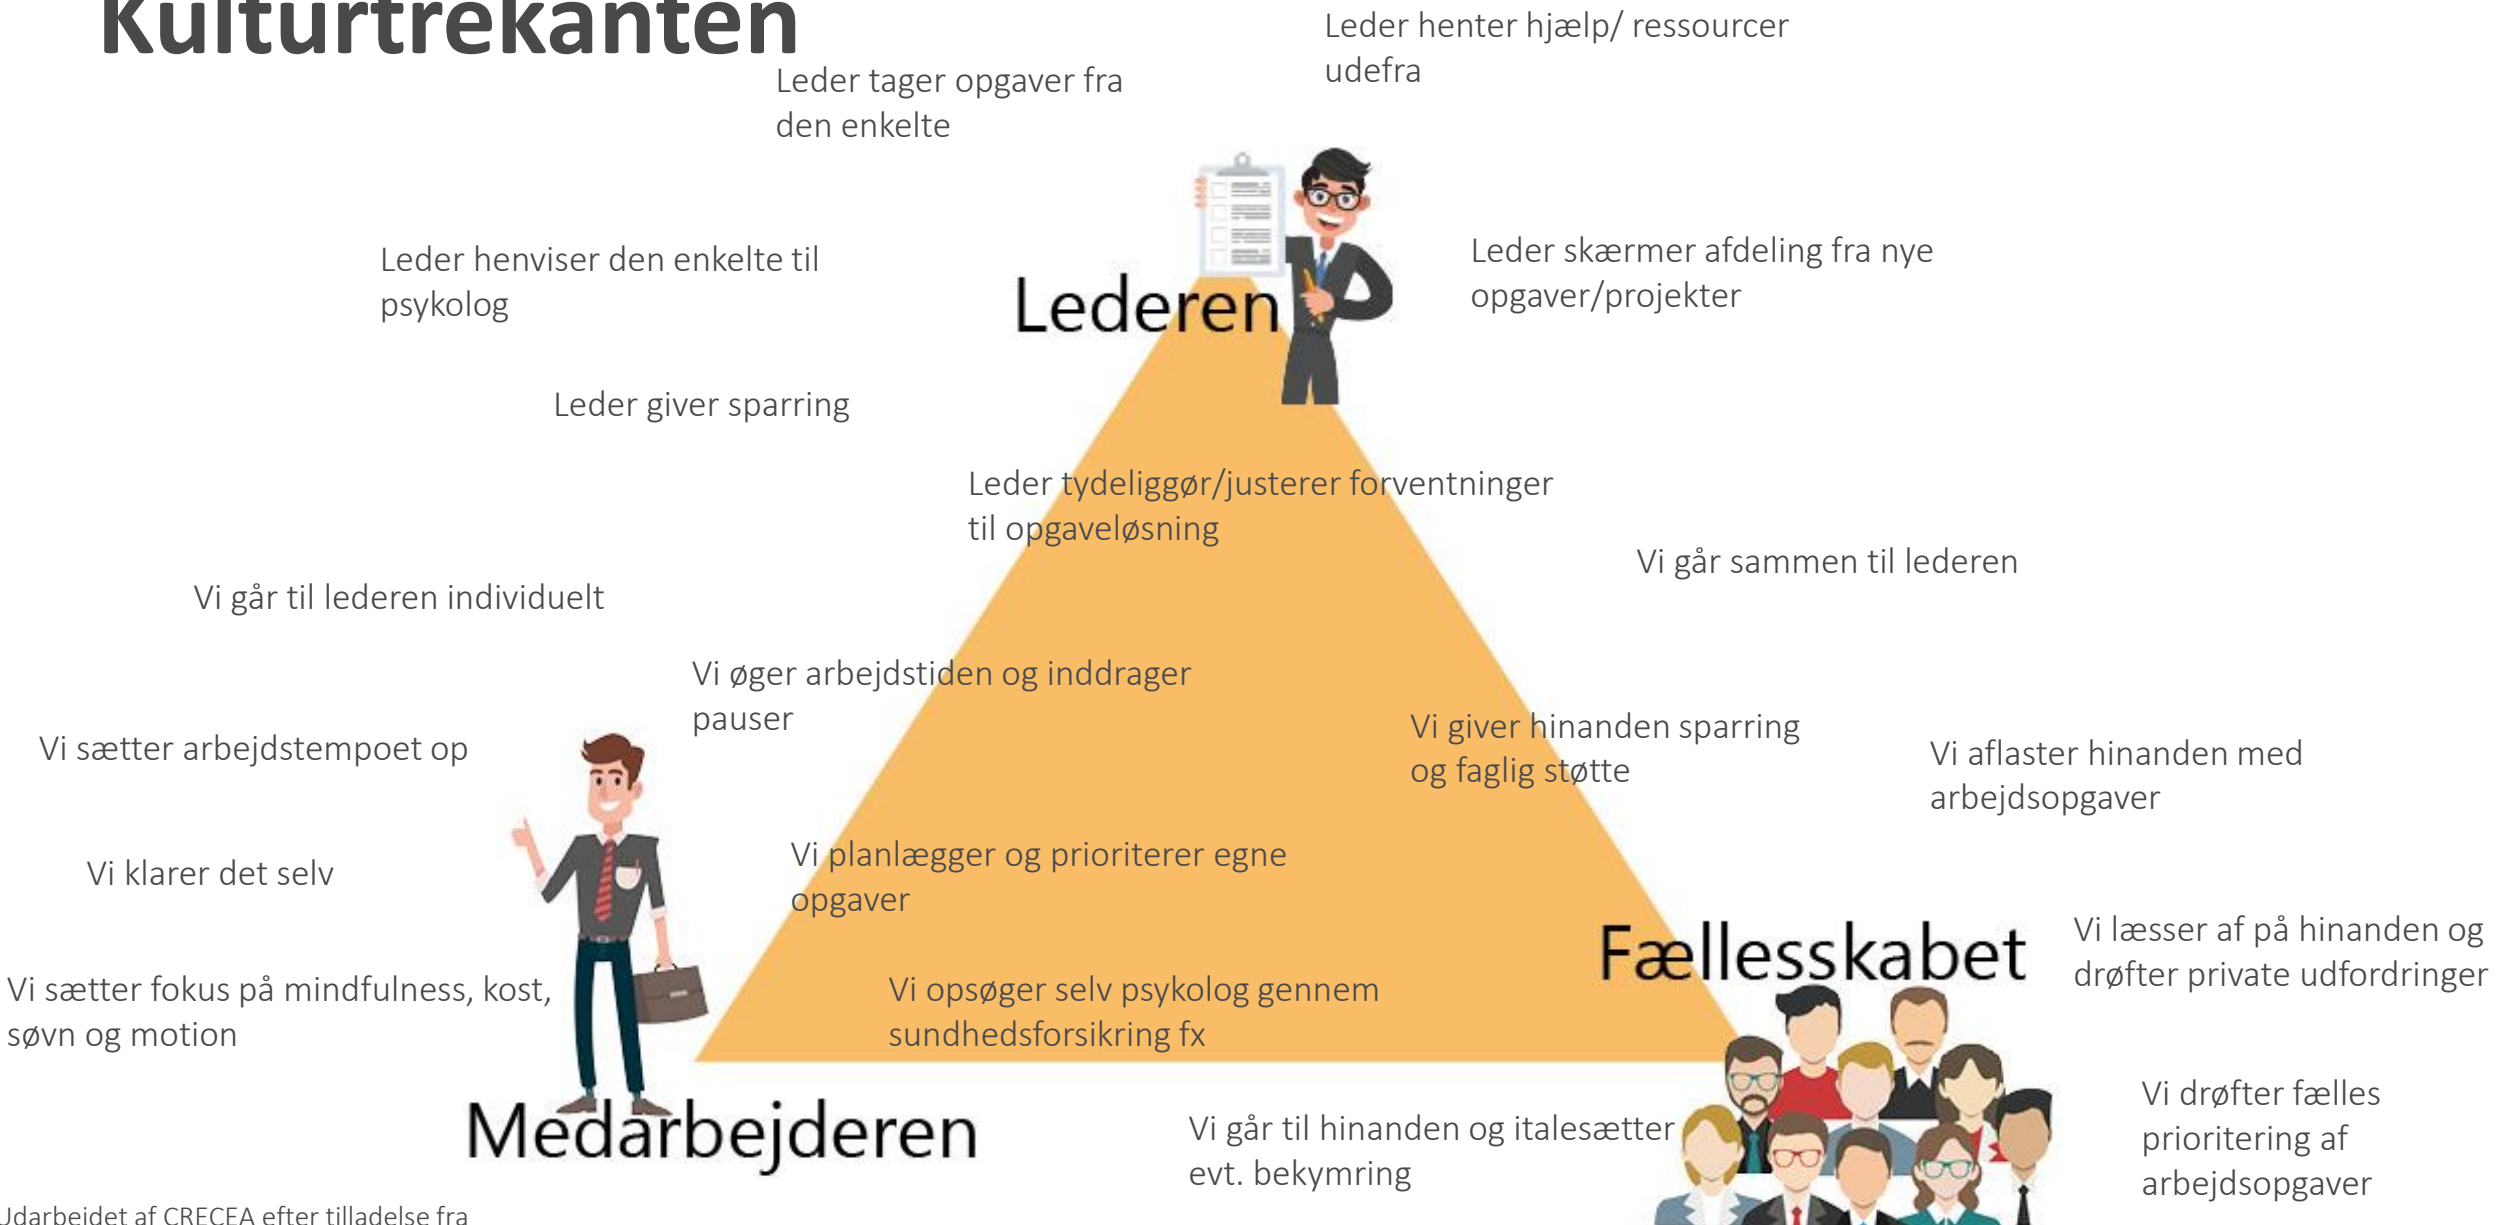 Kulturtrekanten
Leder henter hjælp/ ressourcer
udefra
Leder tager opgaver fra
den enkelte
Leder henviser den enkelte til
psykolog
Leder skærmer afdeling fra nye
opgaver/projekter
Lederen
Leder giver sparring
Leder tydeliggør/justerer forventninger
til opgaveløsning
Vi går sammen til lederen
Vi går til lederen individuelt
Vi øger arbejdstiden og inddrager
pauser
Vi giver hinanden sparring
og faglig støtte
Vi sætter arbejdstempoet op
Vi aflaster hinanden med
arbejdsopgaver
Vi klarer det selv
Vi planlægger og prioriterer egne
opgaver
Fællesskabet
Vi læsser af på hinanden og
drøfter private udfordringer
Vi sætter fokus på mindfulness, kost,
søvn og motion
Vi opsøger selv psykolog gennem
sundhedsforsikring fx
Medarbejderen
Vi går til hinanden og italesætter
evt. bekymring
Vi drøfter fælles
prioritering af
arbejdsopgaver
Udarbejdet af CRECEA efter tilladelse fra